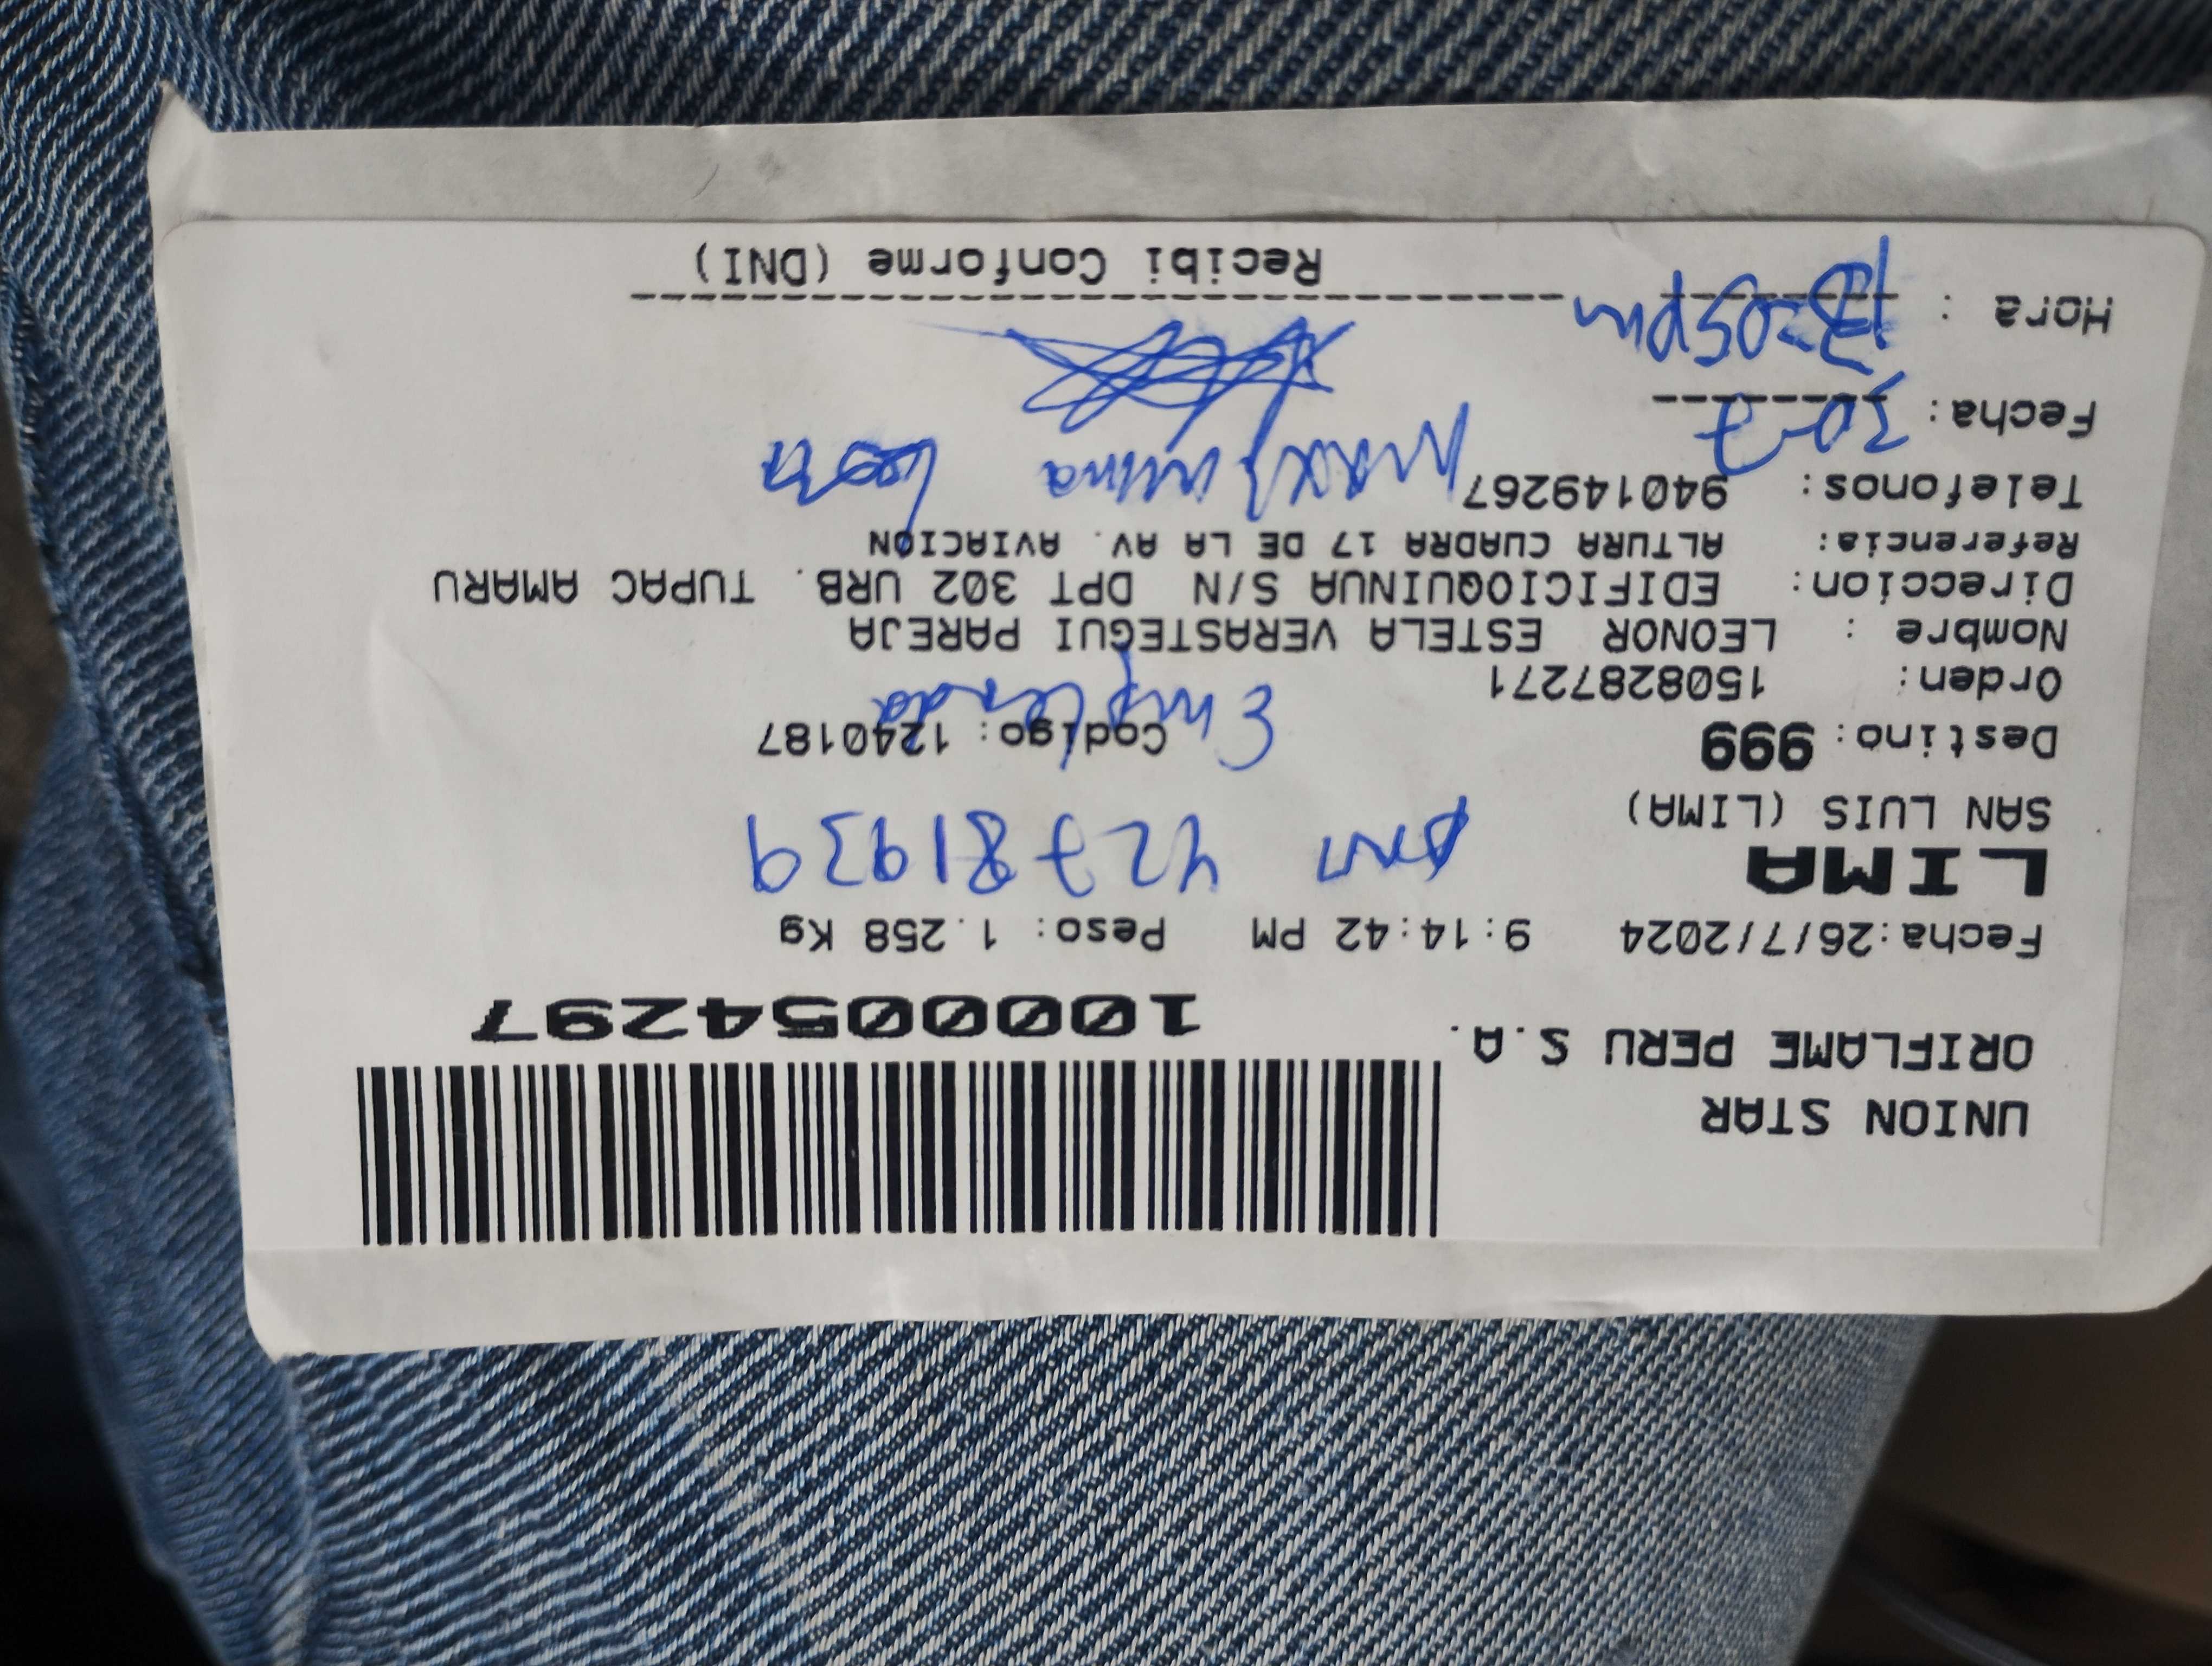 UNION STAR
ORIFLAME PERU S.A.
1000054297
Fecha:26/7/2024 9:14:42 PM Peso: 1.258 Kg
LIMA
DNI 42781939
SAN LUIS (LIMA)
Destino: 999 Codigo: 1240187
Empleada
Orden: 1508287271
Nombre : LEONOR ESTELA VERASTEGUI PAREJA
Direccion: EDIFICIOQUINUA S/N DPT 302 URB. TUPAC AMARU
Referencia: ALTURA CUADRA 17 DE LA AV. AVIACION
Telefonos: 940149267
Maximina
Fecha: 30-7
Hora : :05pm
Recibi Conforme (DNI)